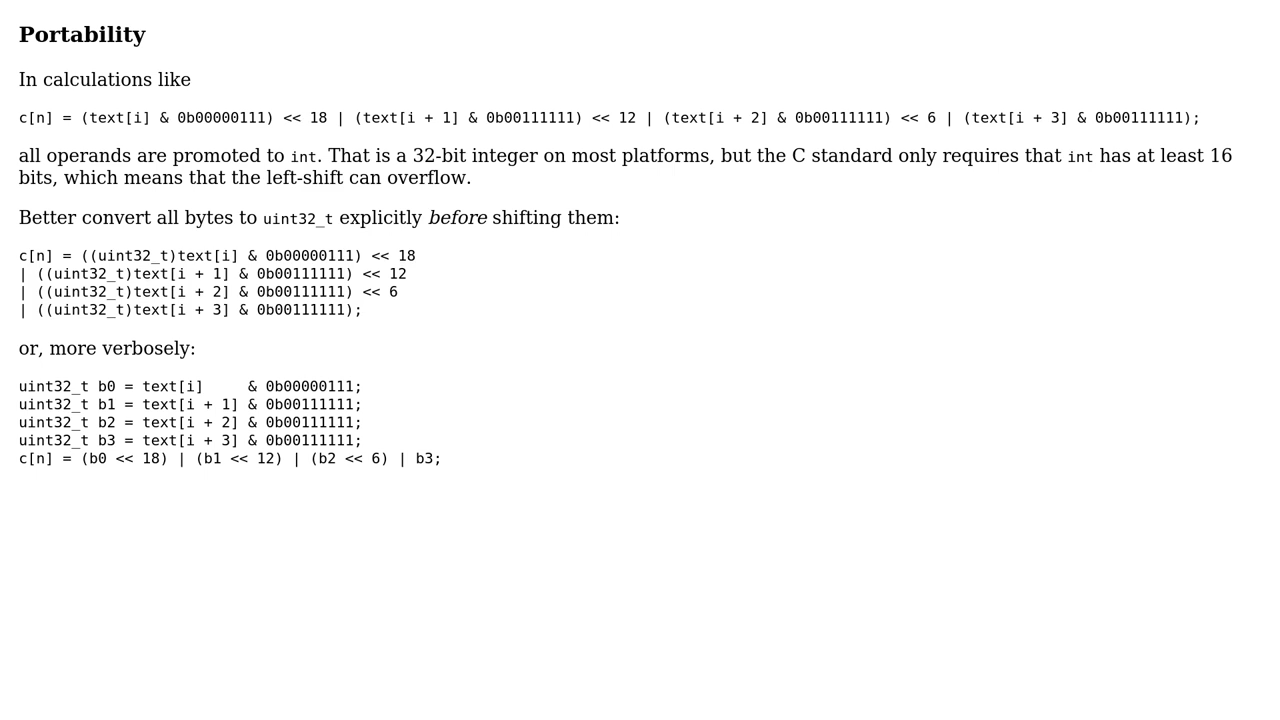 Portability
In calculations like
c[n] = (text[i] & 0b00000111) << 18 | (text[i + 1] & 0b00111111) << 12 | (text[i + 2] & 0b00111111) << 6 | (text[i + 3] & 0b00111111);
all operands are promoted to int. That is a 32-bit integer on most platforms, but the C standard only requires that int has at least 16
bits, which means that the left-shift can overflow.
Better convert all bytes to uint32_t explicitly before shifting them:
c[n] = ((uint32_t)text[i] & 0b00000111) << 18
| ((uint32_t)text[i + 1] & 0b00111111) << 12
| ((uint32_t)text[i + 2] & 0b00111111) << 6
| ((uint32_t)text[i + 3] & 0b00111111);
or, more verbosely:
uint32_t b0 = text[i]     & 0b00000111;
uint32_t b1 = text[i + 1] & 0b00111111;
uint32_t b2 = text[i + 2] & 0b00111111;
uint32_t b3 = text[i + 3] & 0b00111111;
c[n] = (b0 << 18) | (b1 << 12) | (b2 << 6) | b3;